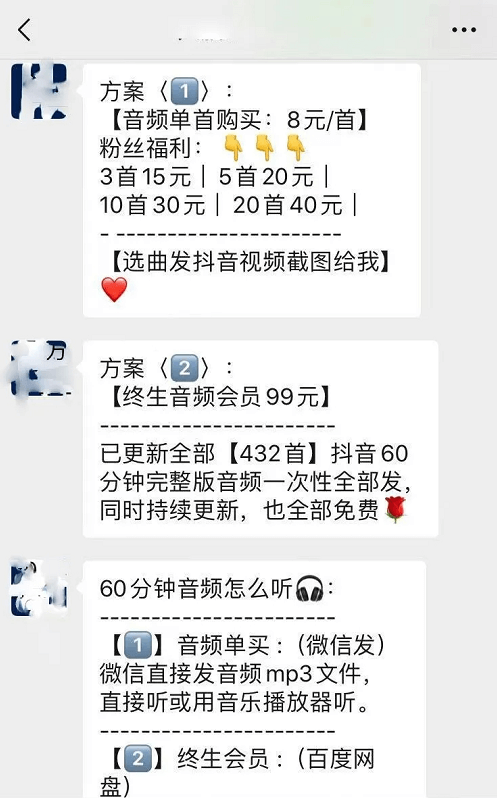 方案〈1️⃣〉:
【音频单首购买：8元/首】
粉丝福利：👇👇👇
3首15元｜5首20元｜
10首30元｜20首40元｜
- ----------------------
【选曲发抖音视频截图给我】
❤️
方案〈2️⃣〉:
【终生音频会员99元】
-----------------------
已更新全部【432首】抖音60
分钟完整版音频一次性全部发，
同时持续更新，也全部免费🌹
60分钟音频怎么听🎧:
-----------------------
【1️⃣】音频单买：（微信发）
微信直接发音频mp3文件，
直接听或用音乐播放器听。
-----------------------
【2️⃣】终生会员：（百度网
盘）